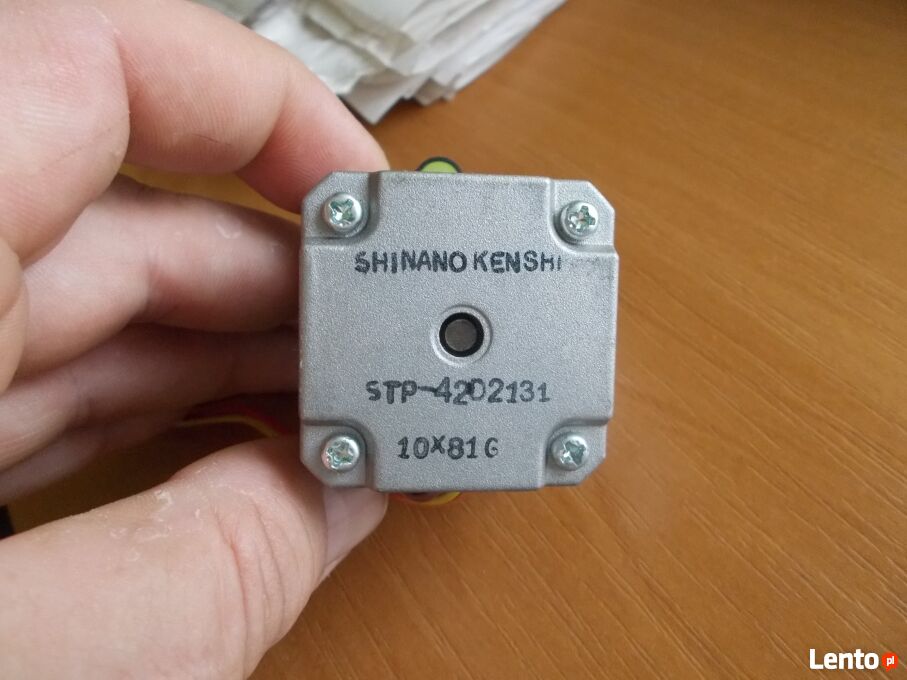 SHINANO KENSHI
STP-42D2131
10X81G
Lento pl